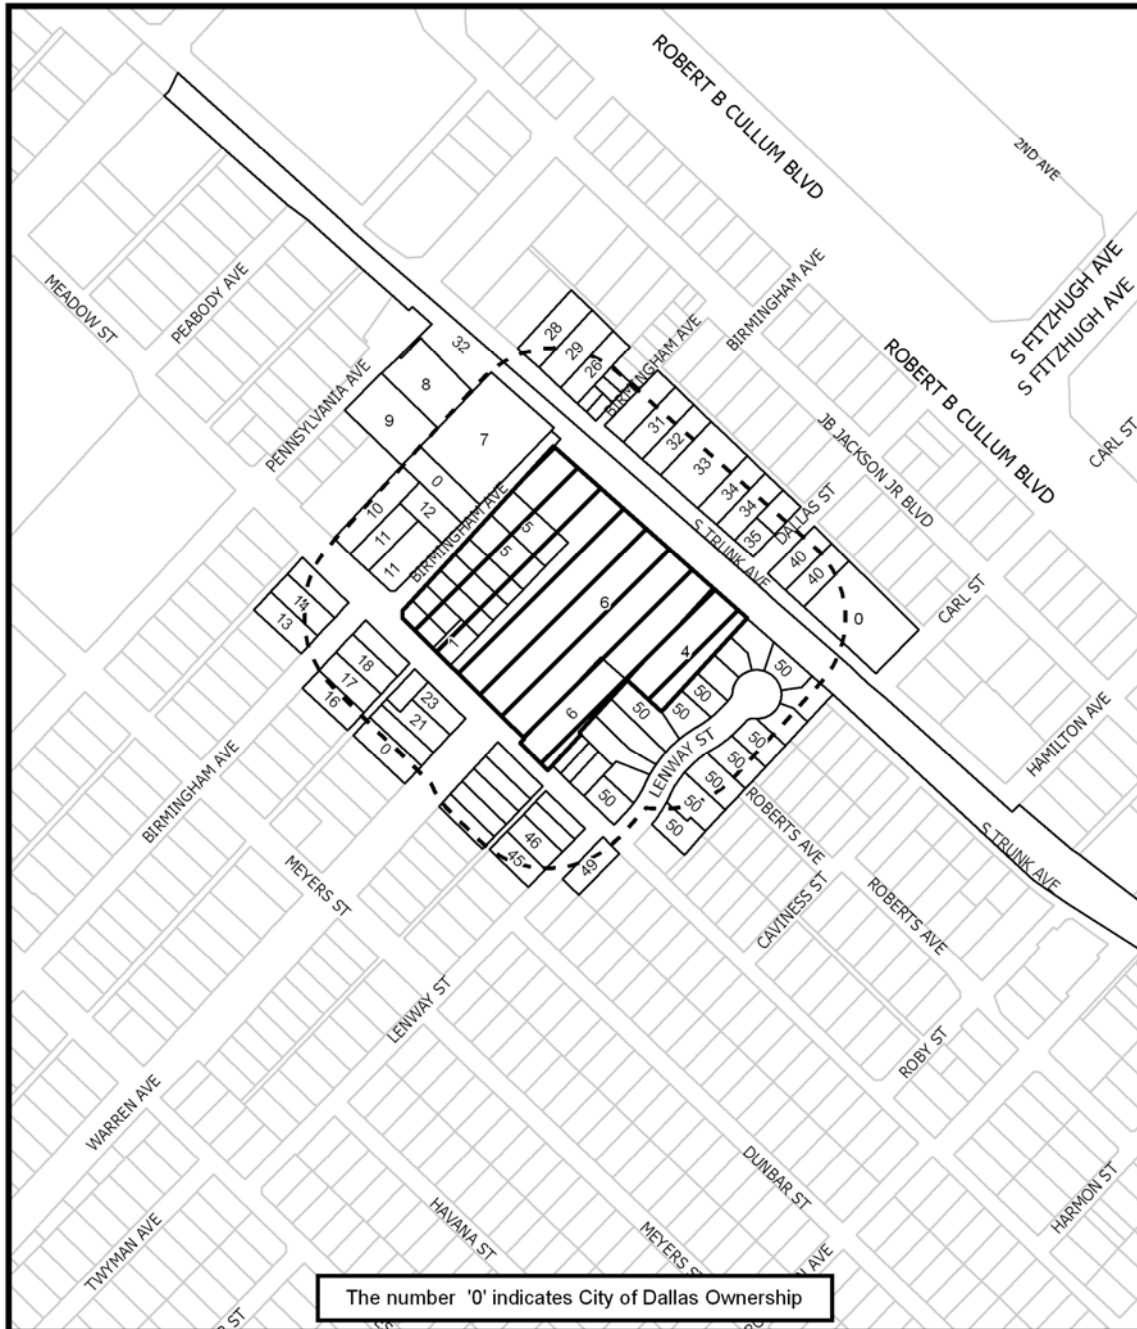 ROBERT B CULLUM BLVD
2ND AVE
S FITZHUGH AVE
S FITZHUGH AVE
BIRMINGHAM AVE
PEABODY AVE
MEADOW ST
28
29
26
32
BIRMINGHAM AVE
ROBERT B CULLUM BLVD
8
PENNSYLVANIA AVE
9
7
31
32
33
JB JACKSON JR BLVD
CARL ST
0
34
34
35
DALLAS ST
10
12
11
11
BIRMINGHAM AVE
5
5
S TRUNK AVE
40
40
0
CARL ST
14
13
1
6
4
18
17
16
23
21
0
6
50
50
50
50
50
50
50
50
50
50
LENWAY ST
HAMILTON AVE
BIRMINGHAM AVE
46
45
49
ROBERTS AVE
S TRUNK AVE
MEYERS ST
CAVINESS ST
ROBERTS AVE
LENWAY ST
ROBY ST
WARREN AVE
DUNBAR ST
HARMON ST
TWYMAN AVE
HAVANA ST
MEYERS ST
AVE
ST
The number '0' indicates City of Dallas Ownership